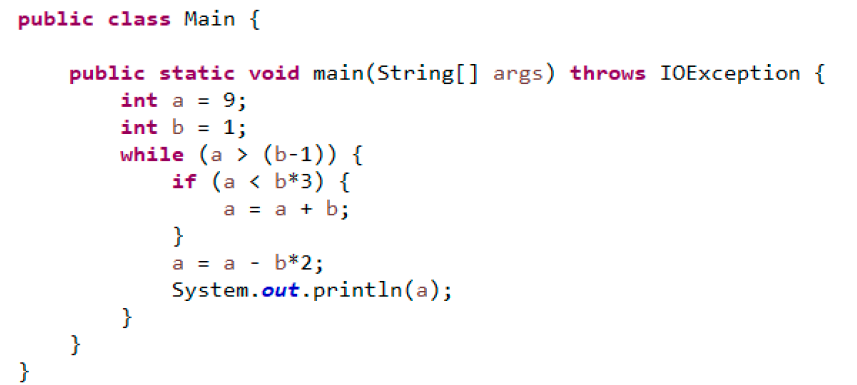 public class Main {
public static void main(String[] args) throws IOException {
int a = 9;
int b = 1;
while (a > (b-1)) {
if (a < b*3) {
a = a + b;
}
a = a - b*2;
System.out.println(a);
}
}
}